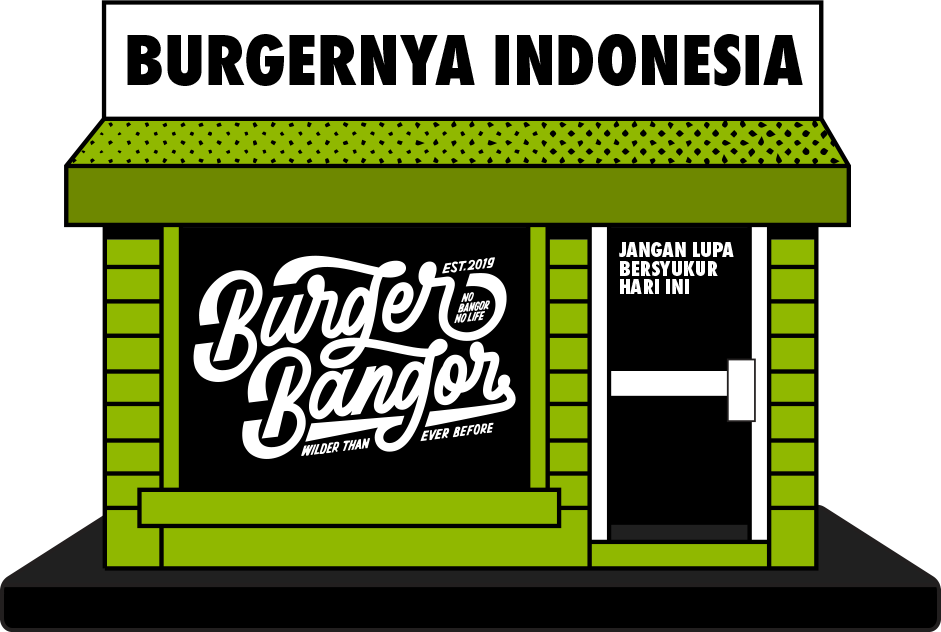 BURGERNYA INDONESIA
EST.2019
Burger
NO
BANGOR
NO LIFE
Bangor
WILDER THAN EVER BEFORE
JANGAN LUPA
BERSYUKUR
HARI INI